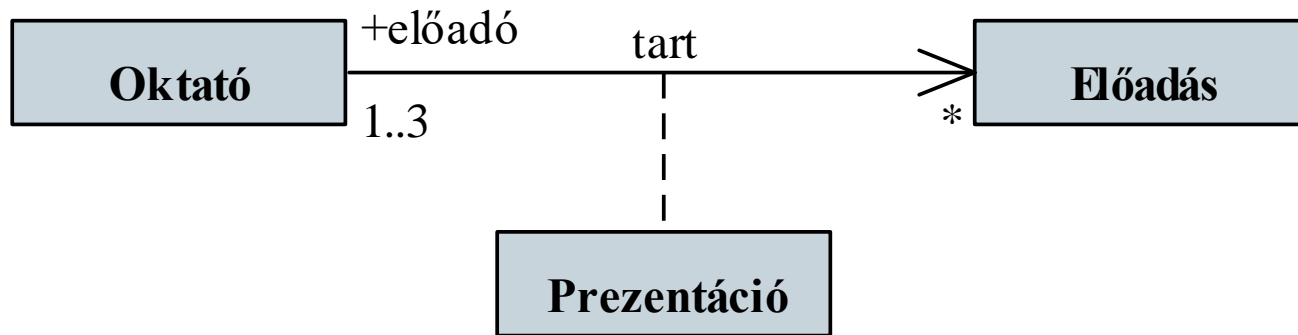 +előadó
tart
Oktató
Előadás
1..3
*
Prezentáció